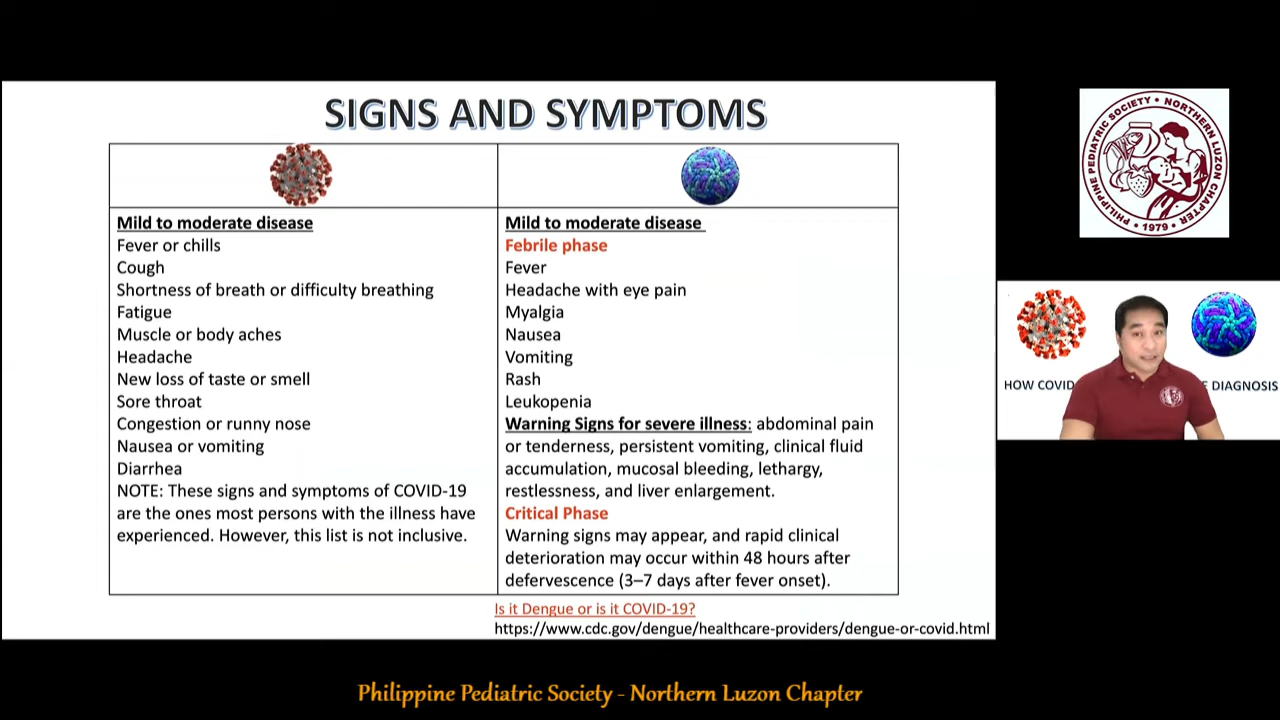 SIGNS AND SYMPTOMS
Mild to moderate disease
Fever or chills
Cough
Shortness of breath or difficulty breathing
Fatigue
Muscle or body aches
Headache
New loss of taste or smell
Sore throat
Congestion or runny nose
Nausea or vomiting
Diarrhea
NOTE: These signs and symptoms of COVID-19
are the ones most persons with the illness have
experienced. However, this list is not inclusive.
Mild to moderate disease
Febrile phase
Fever
Headache with eye pain
Myalgia
Nausea
Vomiting
Rash
Leukopenia
Warning Signs for severe illness: abdominal pain
or tenderness, persistent vomiting, clinical fluid
accumulation, mucosal bleeding, lethargy,
restlessness, and liver enlargement.
Critical Phase
Warning signs may appear, and rapid clinical
deterioration may occur within 48 hours after
defervescence (3–7 days after fever onset).
Is it Dengue or is it COVID-19?
https://www.cdc.gov/dengue/healthcare-providers/dengue-or-covid.html
PHILIPPINE PEDIATRIC SOCIETY • NORTHERN LUZON CHAPTER
• 1979 •
HOW COVID
DIAGNOSIS
Philippine Pediatric Society - Northern Luzon Chapter